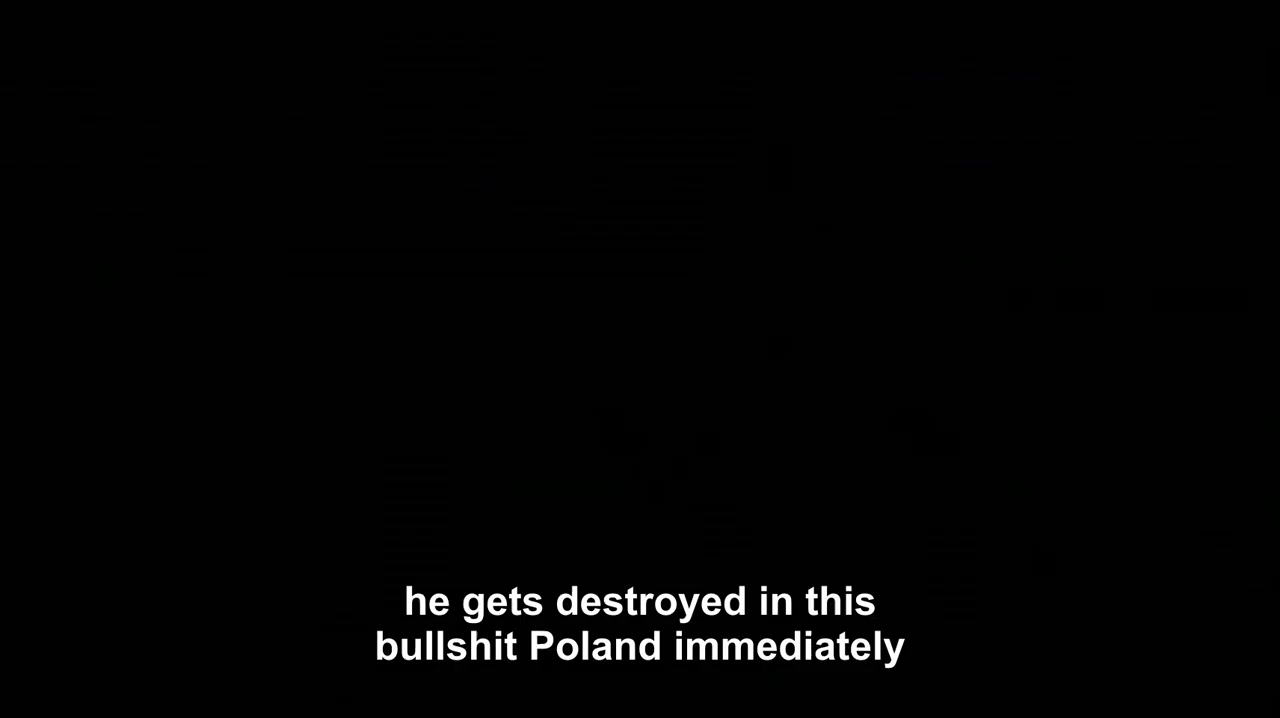 he gets destroyed in this
bullshit Poland immediately